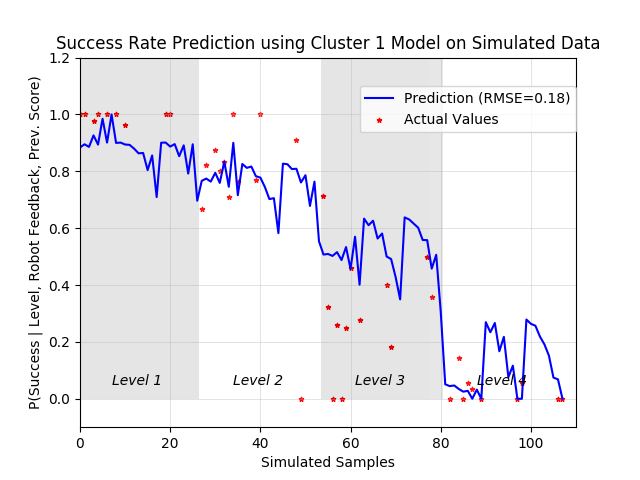 Success Rate Prediction using Cluster 1 Model on Simulated Data
P(Success | Level, Robot Feedback, Prev. Score)
1.2
1.0
0.8
0.6
0.4
0.2
0.0
Prediction (RMSE=0.18)
Actual Values
Level 1
Level 2
Level 3
Level 4
0
20
40
60
80
100
Simulated Samples